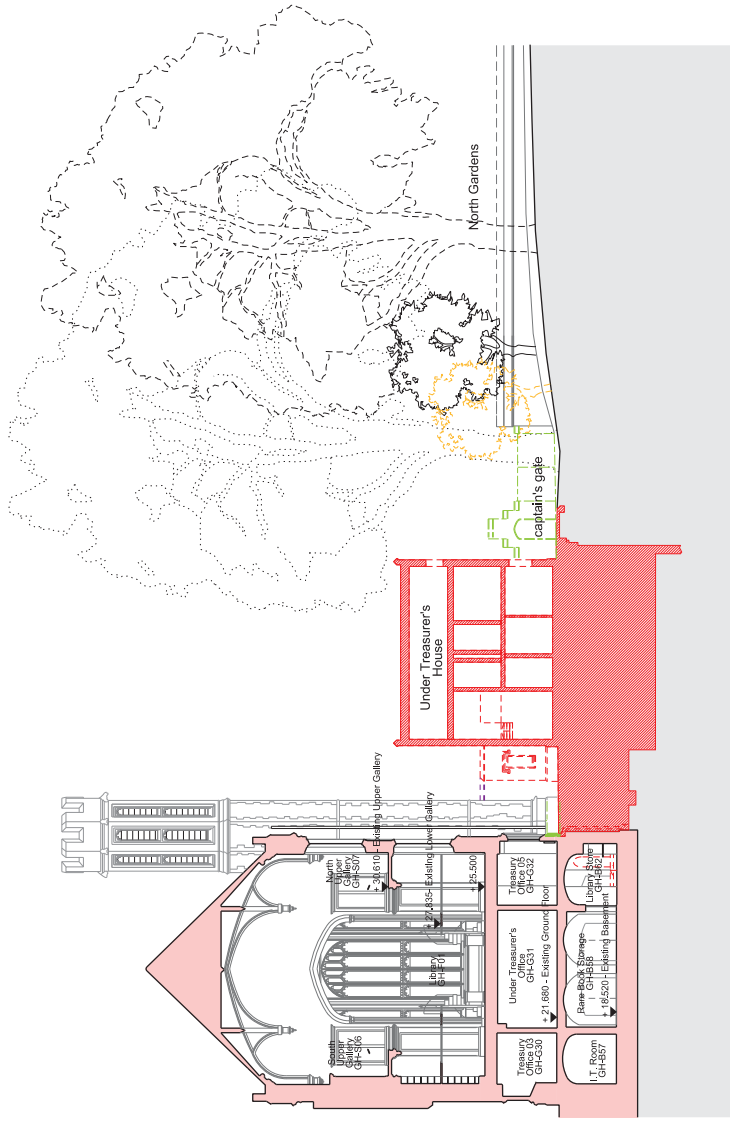 North Gardens
captain's gate
Under Treasurer's
House
North
Upper
Gallery
GH-S07
+ 30.610 - Existing Upper Gallery
+ 27.835- Existing Lower Gallery
+ 25.500
Library
GH-F01
South
Upper
Gallery
GH-S06
Treasury
Office 05
GH-G32
Under Treasurer's
Office
GH-G31
+ 21.680 - Existing Ground Floor
Treasury
Office 03
GH-G30
Library Store
GH-B62
Rare Book Storage
GH-B58
+ 18.520 - Existing Basement
I.T. Room
GH-B57